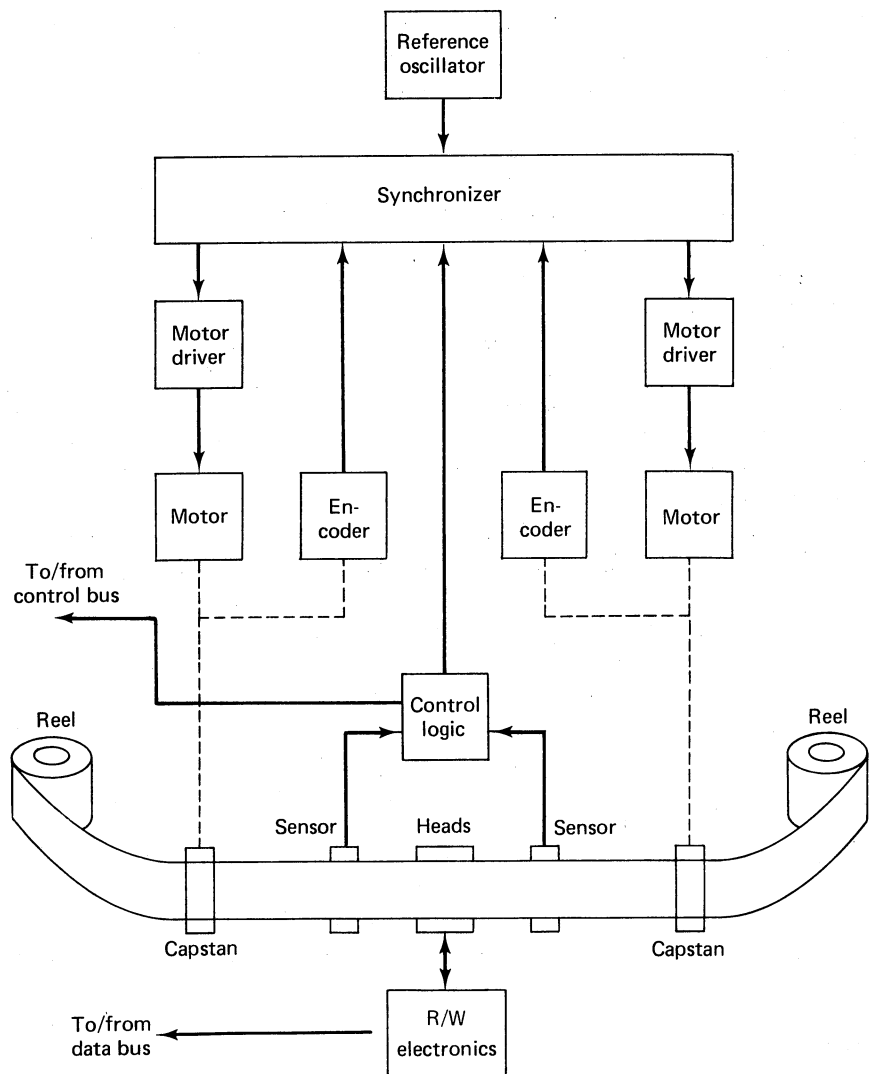 Reference
oscillator
Synchronizer
Motor
driver
Motor
driver
Motor
En-
coder
En-
coder
Motor
To/from
control bus
Control
logic
Reel
Reel
Sensor
Heads
Sensor
Capstan
Capstan
To/from
data bus
R/W
electronics